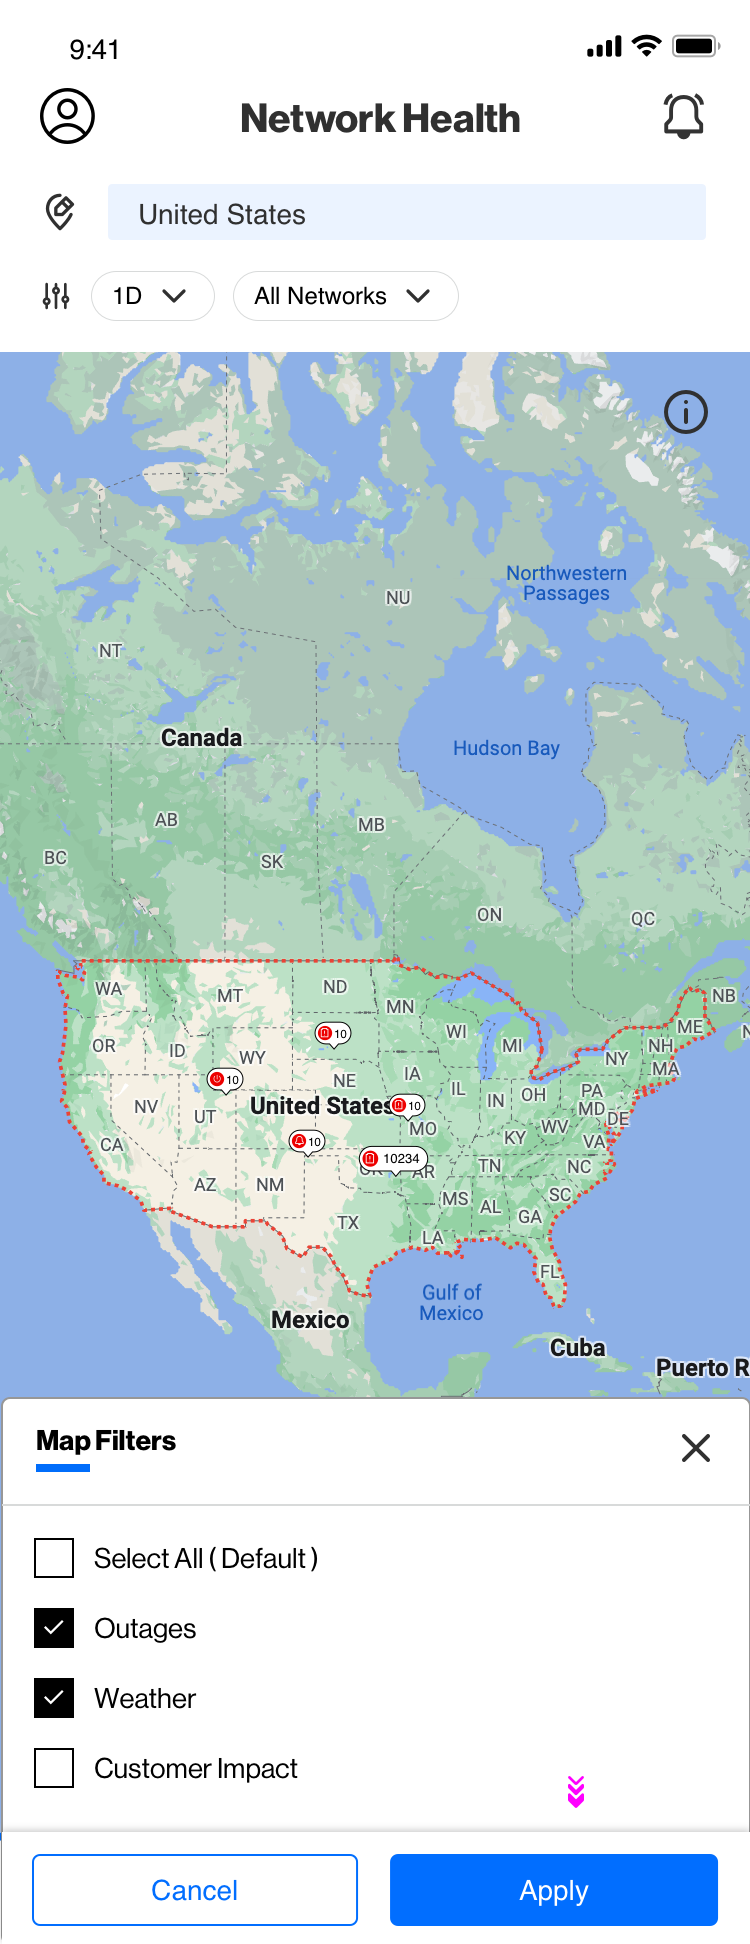 9:41
Network Health
United States
1D
All Networks
Northwestern
Passages
NU
NT
Canada
Hudson Bay
AB
MB
BC
SK
ON
QC
WA
MT
ND
MN
NB
OR
ID
WY
10
WI
MI
NY
NH
ME
MA
NV
UT
10
NE
IA
IL
IN
OH
PA
MD
DE
United States
10
MO
KY
WV
VA
CA
10
10234
AR
TN
NC
AZ
NM
MS
AL
SC
GA
TX
LA
FL
Gulf of
Mexico
Mexico
Cuba
Puerto R
Map Filters
Select All ( Default )
Outages
Weather
Customer Impact
Cancel
Apply